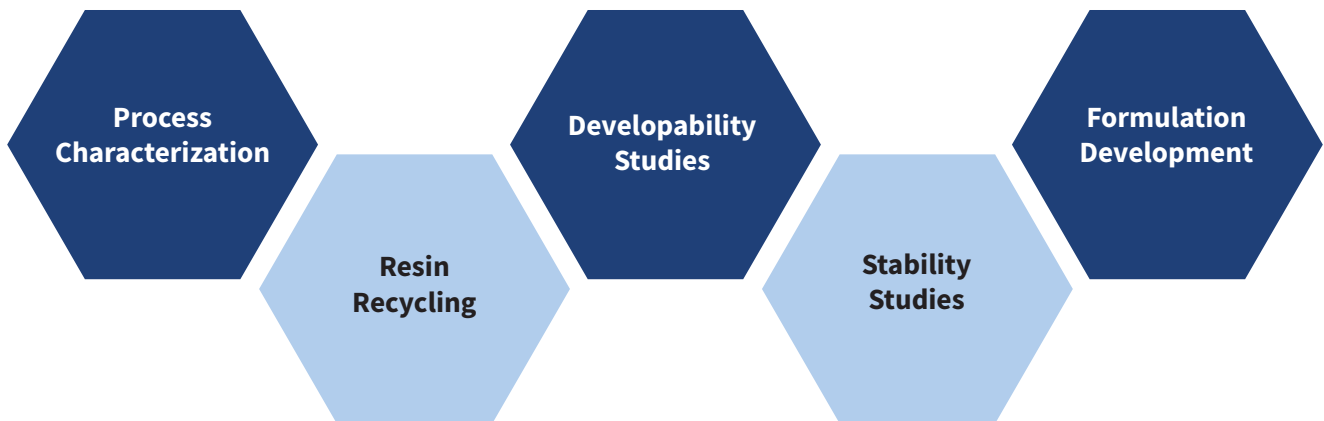 Process
Characterization
Resin
Recycling
Developability
Studies
Stability
Studies
Formulation
Development